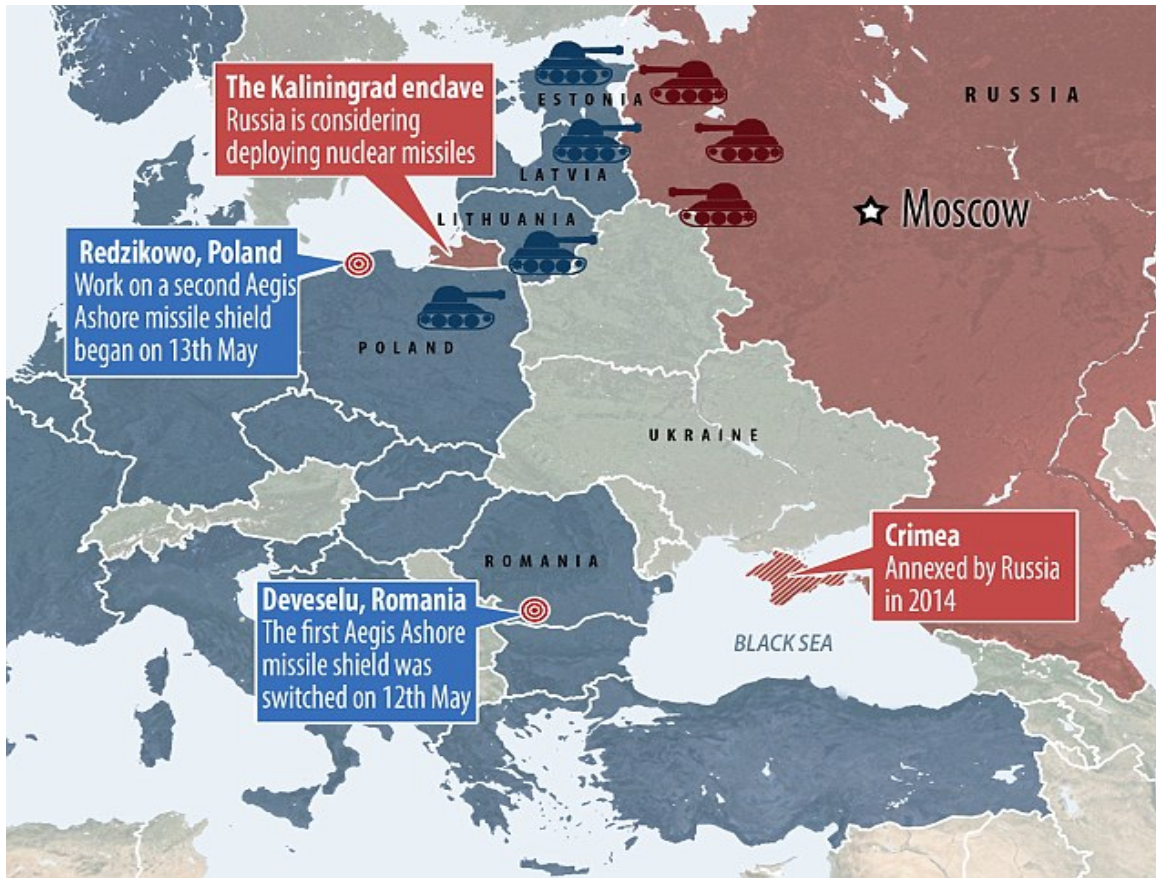 The Kaliningrad enclave
Russia is considering
deploying nuclear missiles
ESTONIA
RUSSIA
LATVIA
Moscow
LITHUANIA
Redzikowo, Poland
Work on a second Aegis
Ashore missile shield
began on 13th May
POLAND
UKRAINE
Crimea
Annexed by Russia
in 2014
ROMANIA
Deveselu, Romania
The first Aegis Ashore
missile shield was
switched on 12th May
BLACK SEA